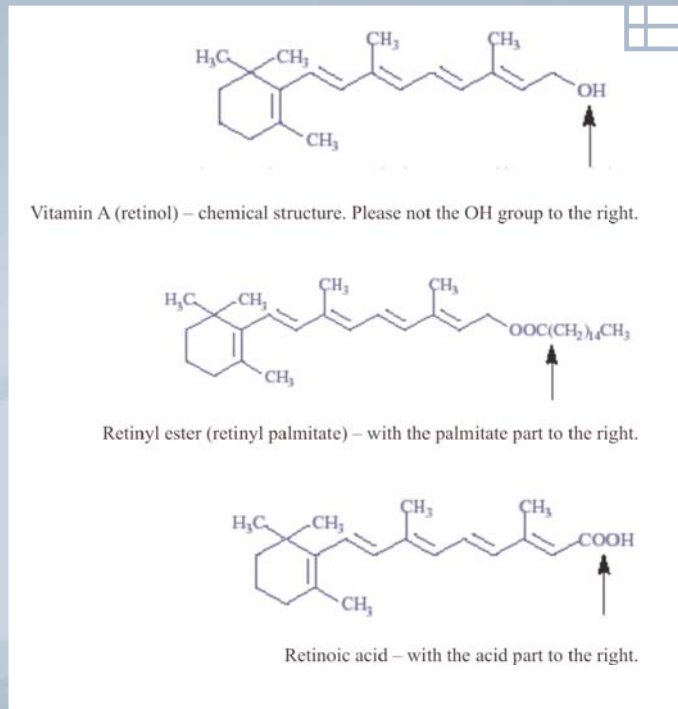 H₃C CH₃ CH₃ CH₃
OH
CH₃
Vitamin A (retinol) – chemical structure. Please not the OH group to the right.
H₃C CH₃ CH₃ CH₃
OOC(CH₂)₁₄CH₃
CH₃
Retinyl ester (retinyl palmitate) – with the palmitate part to the right.
H₃C CH₃ CH₃ CH₃
COOH
CH₃
Retinoic acid – with the acid part to the right.